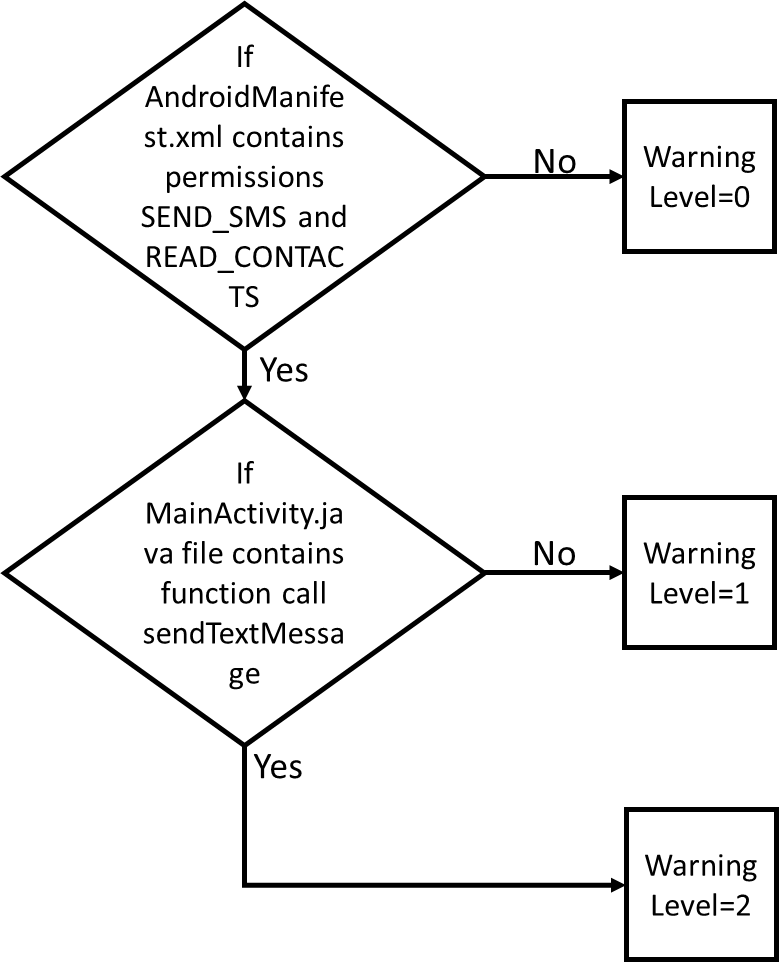 If
AndroidManife
st.xml contains
permissions
SEND_SMS and
READ_CONTAC
TS
No
Warning
Level=0
Yes
If
MainActivity.ja
va file contains
function call
sendTextMessa
ge
No
Warning
Level=1
Yes
Warning
Level=2